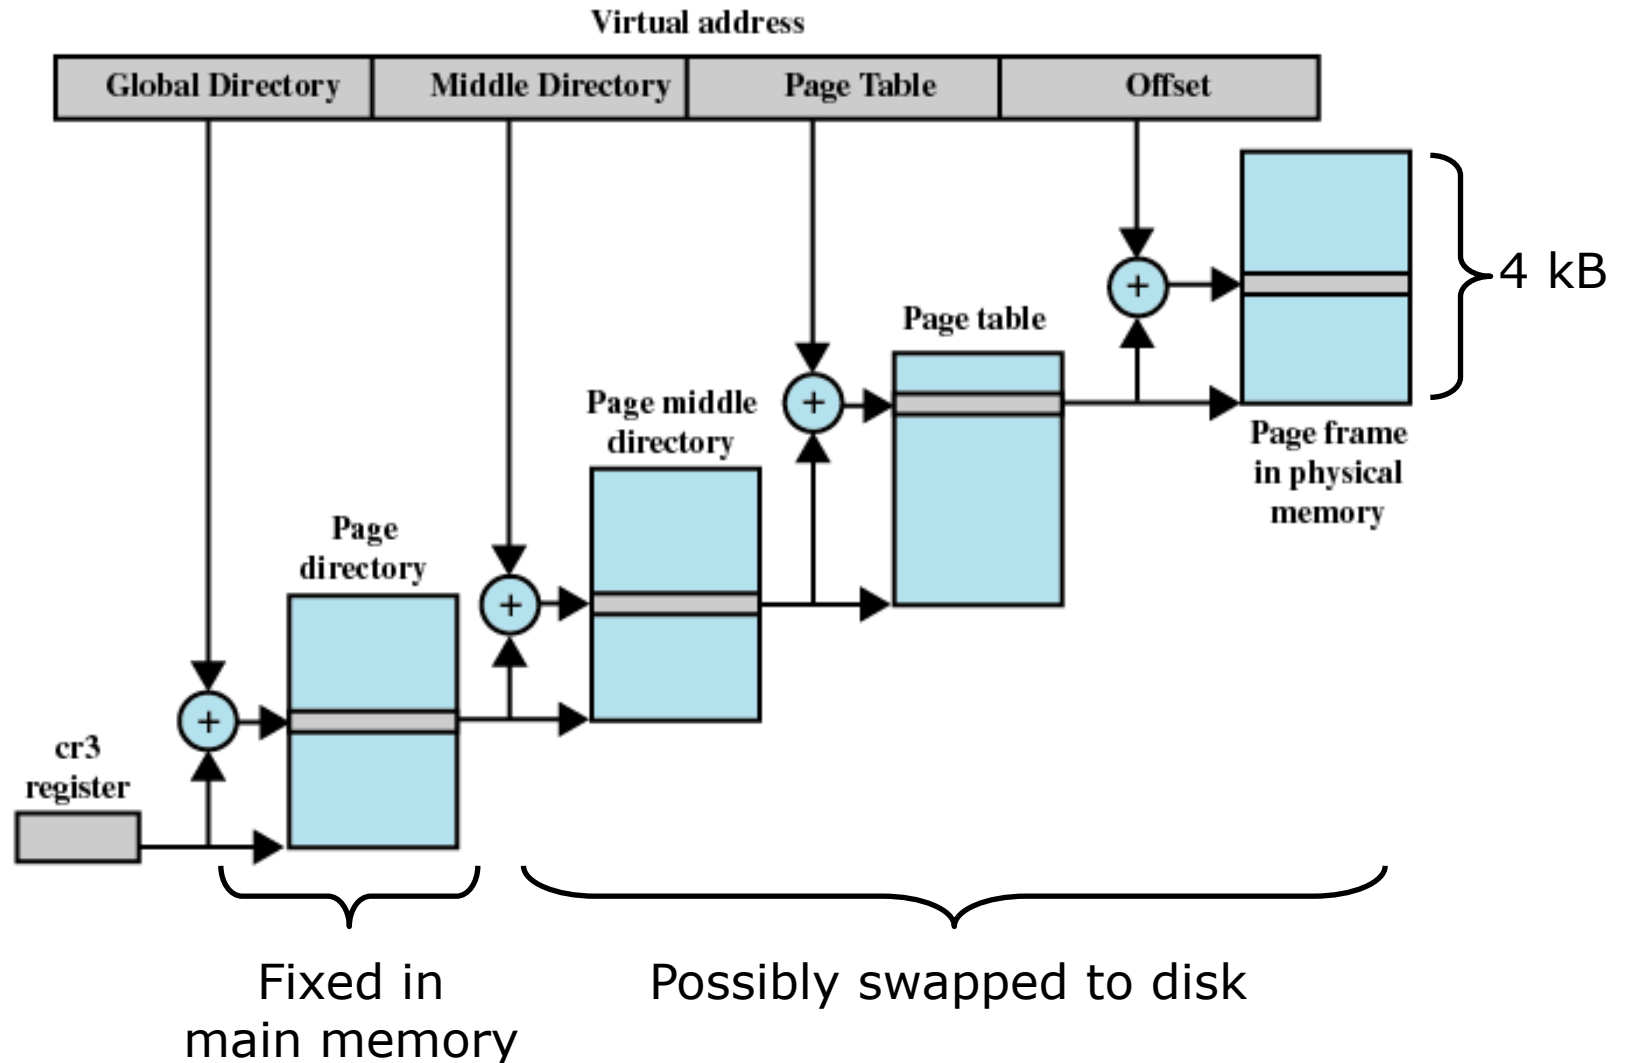 Virtual address
Global Directory
Middle Directory
Page Table
Offset
4 kB
Page table
Page middle
directory
Page frame
in physical
memory
Page
directory
cr3
register
+
+
+
+
Fixed in
main memory
Possibly swapped to disk